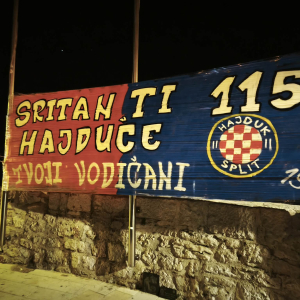 SRITAN TI 115
HAJDUČE
TVOJI VODIČANI
HAJDUK
SPLIT